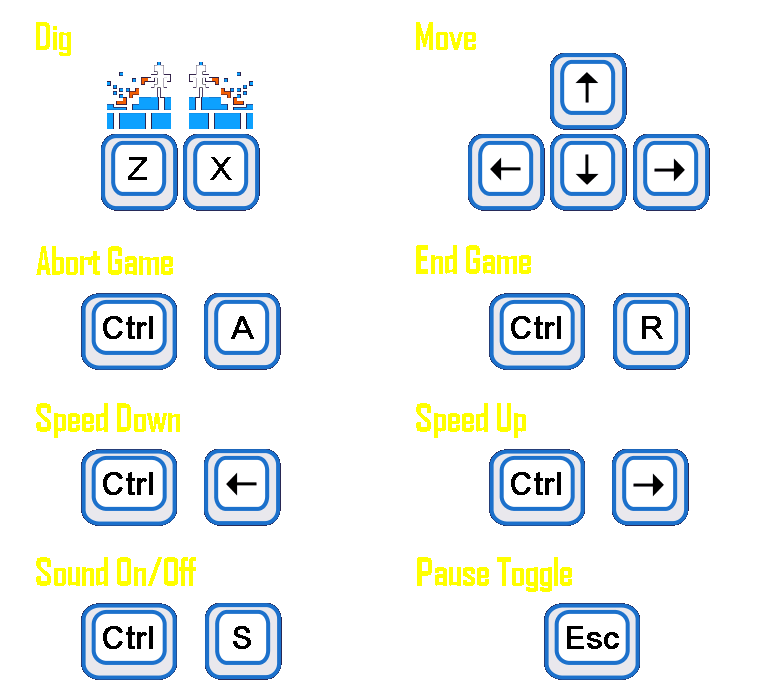 Dig Move
↑
Z X ← ↓ →
Abort Game End Game
Ctrl A Ctrl R
Speed Down Speed Up
Ctrl ← Ctrl →
Sound On/Off Pause Toggle
Ctrl S Esc